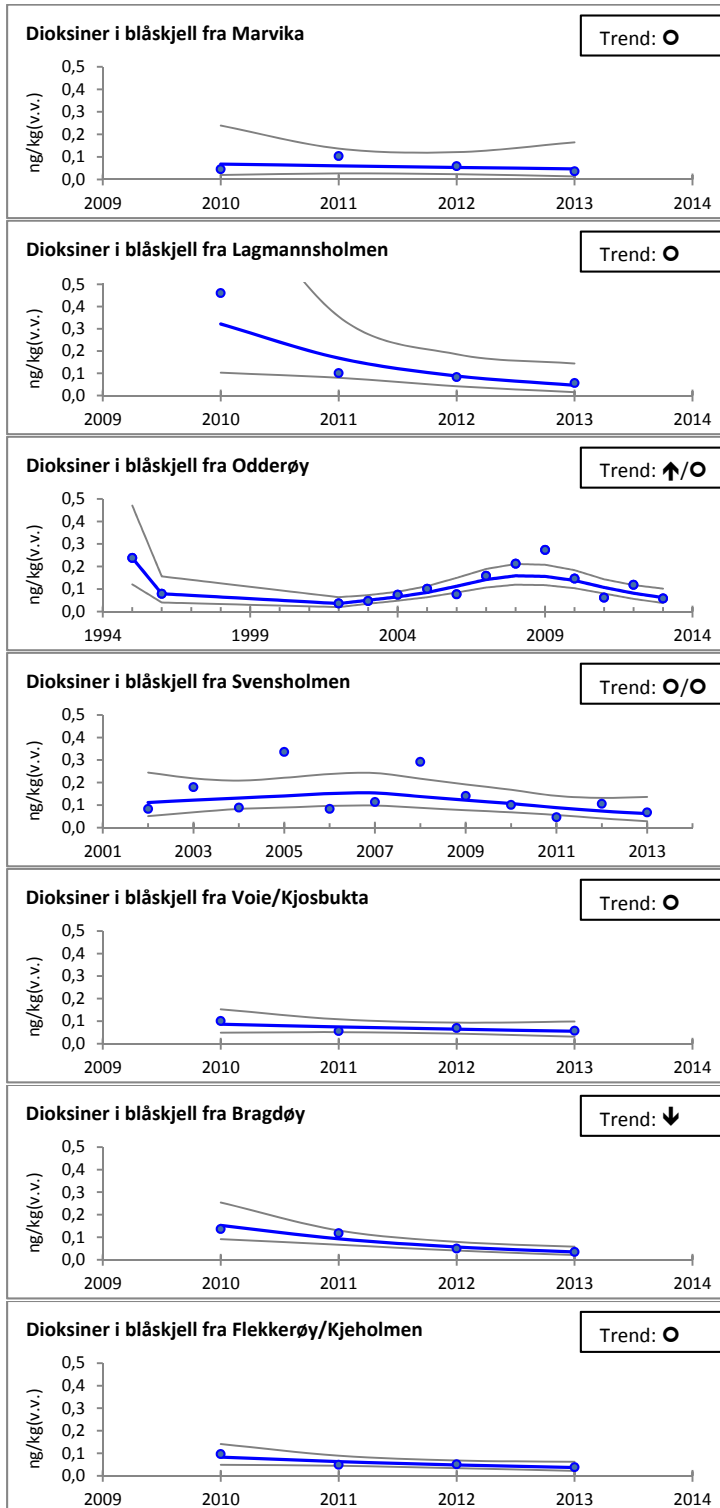 Dioksiner i blåskjell fra Marvika
Trend: O
ng/kg(v.v.)
0,5
0,4
0,3
0,2
0,1
0,0
2009 2010 2011 2012 2013 2014
Dioksiner i blåskjell fra Lagmannsholmen
Trend: O
ng/kg(v.v.)
0,5
0,4
0,3
0,2
0,1
0,0
2009 2010 2011 2012 2013 2014
Dioksiner i blåskjell fra Odderøy
Trend: ↑/O
ng/kg(v.v.)
0,5
0,4
0,3
0,2
0,1
0,0
1994 1999 2004 2009 2014
Dioksiner i blåskjell fra Svensholmen
Trend: O/O
ng/kg(v.v.)
0,5
0,4
0,3
0,2
0,1
0,0
2001 2003 2005 2007 2009 2011 2013
Dioksiner i blåskjell fra Voie/Kjosbukta
Trend: O
ng/kg(v.v.)
0,5
0,4
0,3
0,2
0,1
0,0
2009 2010 2011 2012 2013 2014
Dioksiner i blåskjell fra Bragdøy
Trend: ↓
ng/kg(v.v.)
0,5
0,4
0,3
0,2
0,1
0,0
2009 2010 2011 2012 2013 2014
Dioksiner i blåskjell fra Flekkerøy/Kjeholmen
Trend: O
ng/kg(v.v.)
0,5
0,4
0,3
0,2
0,1
0,0
2009 2010 2011 2012 2013 2014